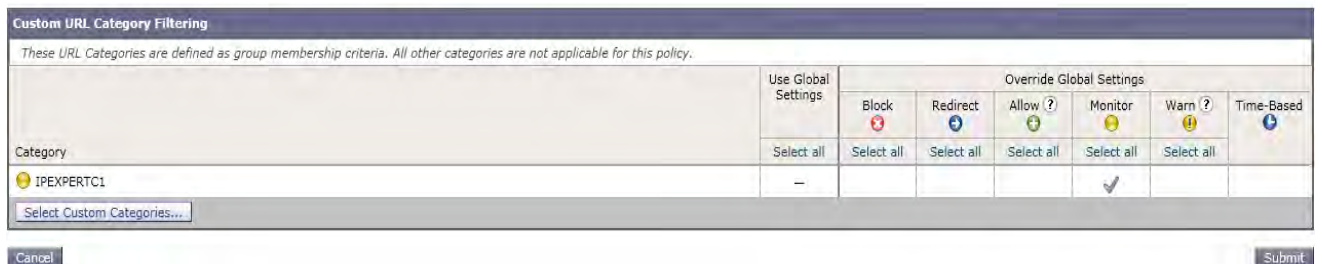 Custom URL Category Filtering
These URL Categories are defined as group membership criteria. All other categories are not applicable for this policy.
Use Global Settings
Override Global Settings
Block
Redirect
Allow ?
Monitor
Warn ?
Time-Based
Category
Select all
Select all
Select all
Select all
Select all
Select all
IPEXPERTC1
–
Select Custom Categories...
Cancel
Submit